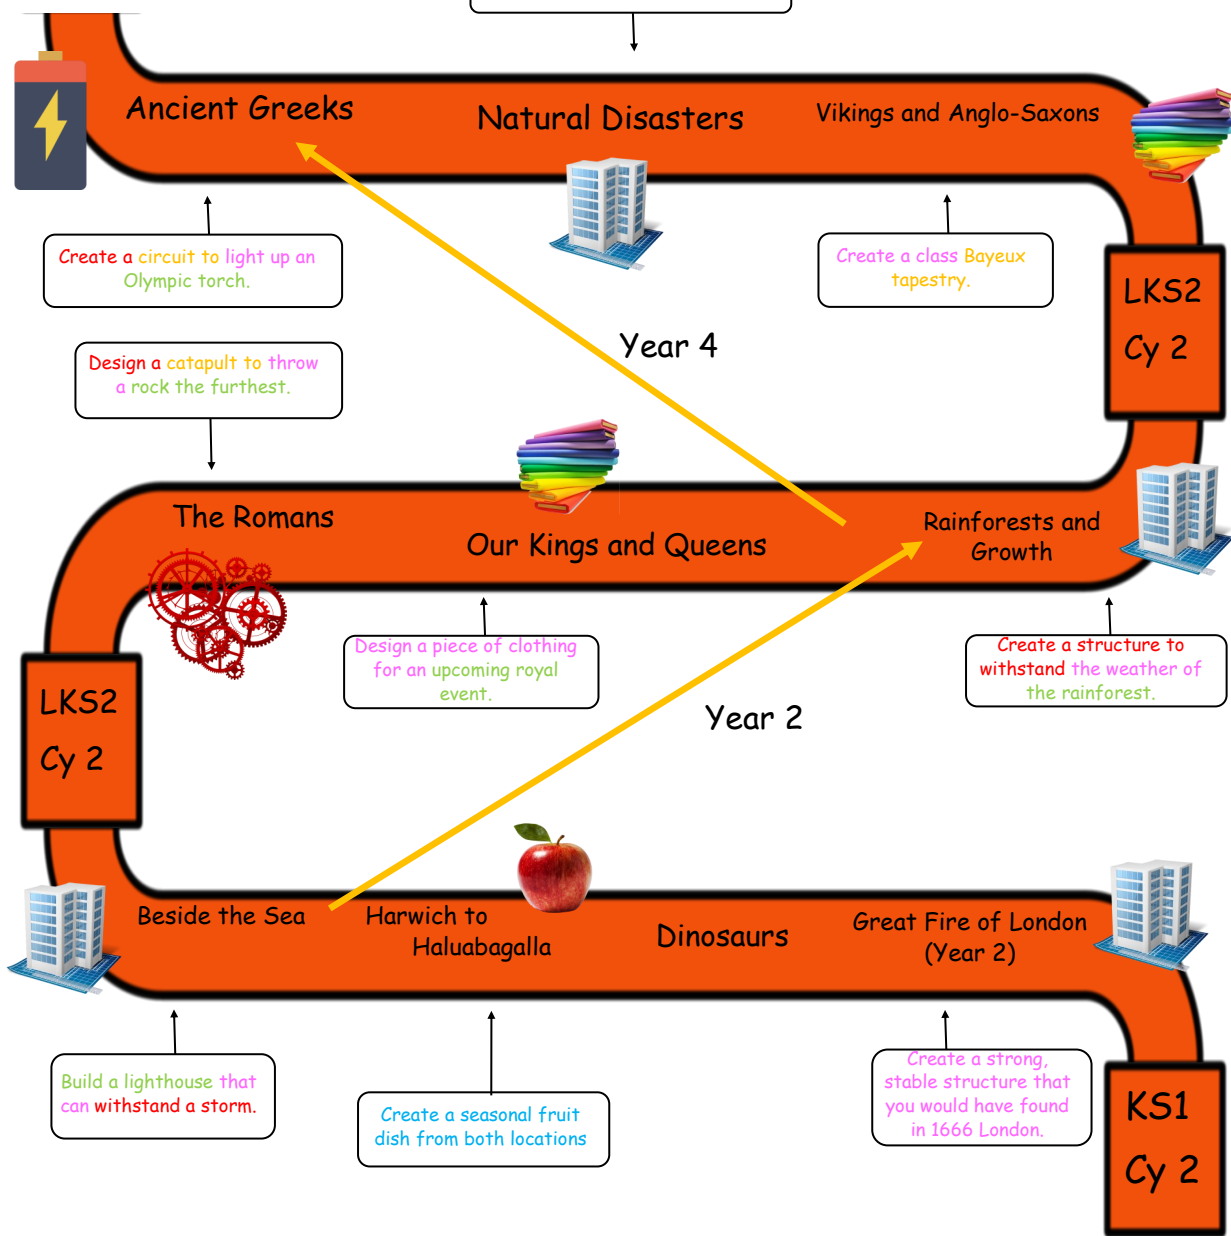 Ancient Greeks
Natural Disasters
Vikings and Anglo-Saxons
Create a circuit to light up an
Olympic torch.
Create a class Bayeux
tapestry.
LKS2
Cy 2
Year 4
Design a catapult to throw
a rock the furthest.
The Romans
Our Kings and Queens
Rainforests and
Growth
Design a piece of clothing
for an upcoming royal
event.
Create a structure to
withstand the weather of
the rainforest.
LKS2
Cy 2
Year 2
Beside the Sea
Harwich to
Haluabagalla
Dinosaurs
Great Fire of London
(Year 2)
Build a lighthouse that
can withstand a storm.
Create a seasonal fruit
dish from both locations
Create a strong,
stable structure that
you would have found
in 1666 London.
KS1
Cy 2